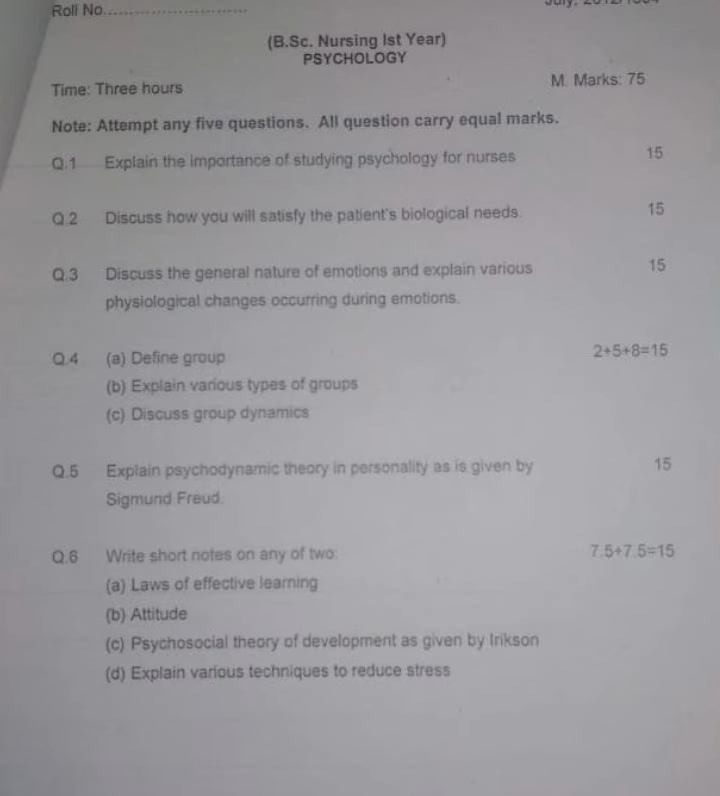 Roll No.............................
(B.Sc. Nursing Ist Year)
PSYCHOLOGY
Time: Three hours
M. Marks: 75
Note: Attempt any five questions. All question carry equal marks.
Q.1 Explain the importance of studying psychology for nurses 15
Q.2 Discuss how you will satisfy the patient's biological needs. 15
Q.3 Discuss the general nature of emotions and explain various 15
physiological changes occurring during emotions.
Q.4 (a) Define group 2+5+8=15
(b) Explain various types of groups
(c) Discuss group dynamics
Q.5 Explain psychodynamic theory in personality as is given by 15
Sigmund Freud.
Q.6 Write short notes on any of two: 7.5+7.5=15
(a) Laws of effective learning
(b) Attitude
(c) Psychosocial theory of development as given by Irikson
(d) Explain various techniques to reduce stress